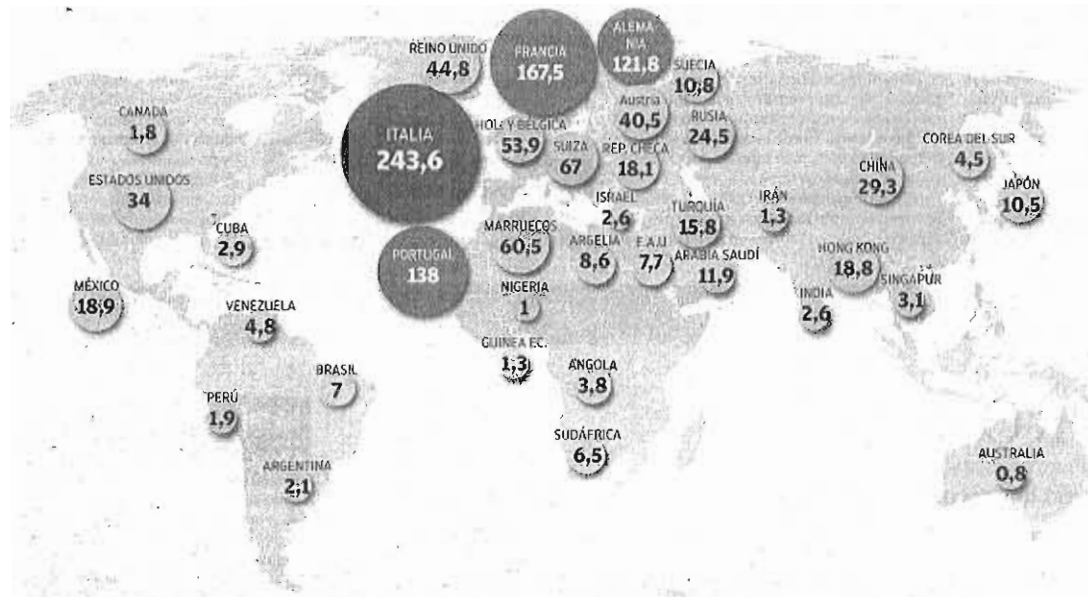 REINO UNIDO
44,8
FRANCIA
167,5
ALEMA
NIA
121,8
SUECIA
10,8
CANADA
1,8
ITALIA
243,6
HOL. Y BÉLGICA
53,9
SUIZA
67
Austria
40,5
REP. CHECA
18,1
RUSIA
24,5
COREA DEL SUR
4,5
CHINA
29,3
JAPÓN
10,5
ESTADOS UNIDOS
34
ISRAEL
2,6
TURQUÍA
15,8
IRÁN
1,3
CUBA
2,9
MARRUECOS
60,5
ARGELIA
8,6
E.A.U
7,7
ARABIA SAUDÍ
11,9
HONG KONG
18,8
PORTUGAL
138
MÉXICO
18,9
NIGERIA
1
SINGAPUR
3,1
INDIA
2,6
VENEZUELA
4,8
GUINEA EC.
1,3
ANGOLA
3,8
BRASIL
7
PERÚ
1,9
SUDÁFRICA
6,5
ARGENTINA
2,1
AUSTRALIA
0,8